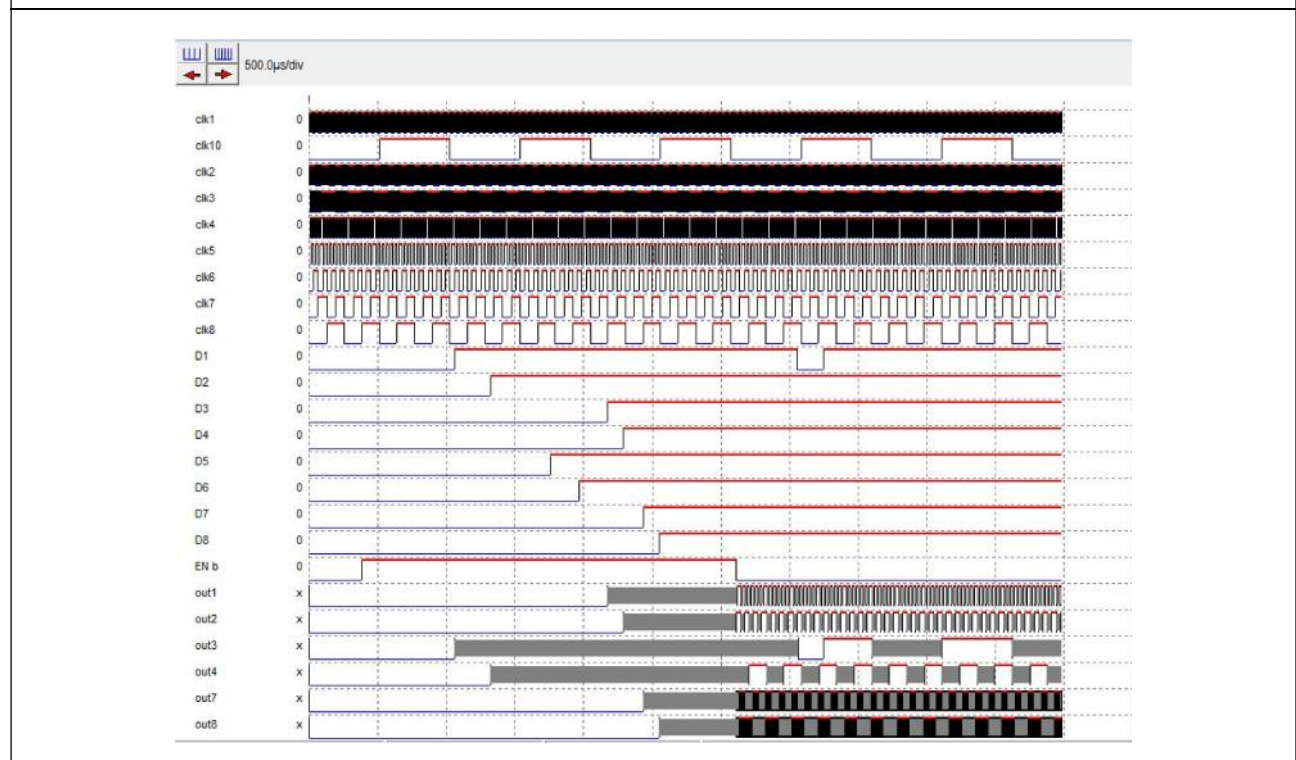 500.0µs/div
clk1 0
clk10 0
clk2 0
clk3 0
clk4 0
clk5 0
clk6 0
clk7 0
clk8 0
D1 0
D2 0
D3 0
D4 0
D5 0
D6 0
D7 0
D8 0
EN b 0
out1 x
out2 x
out3 x
out4 x
out7 x
out8 x